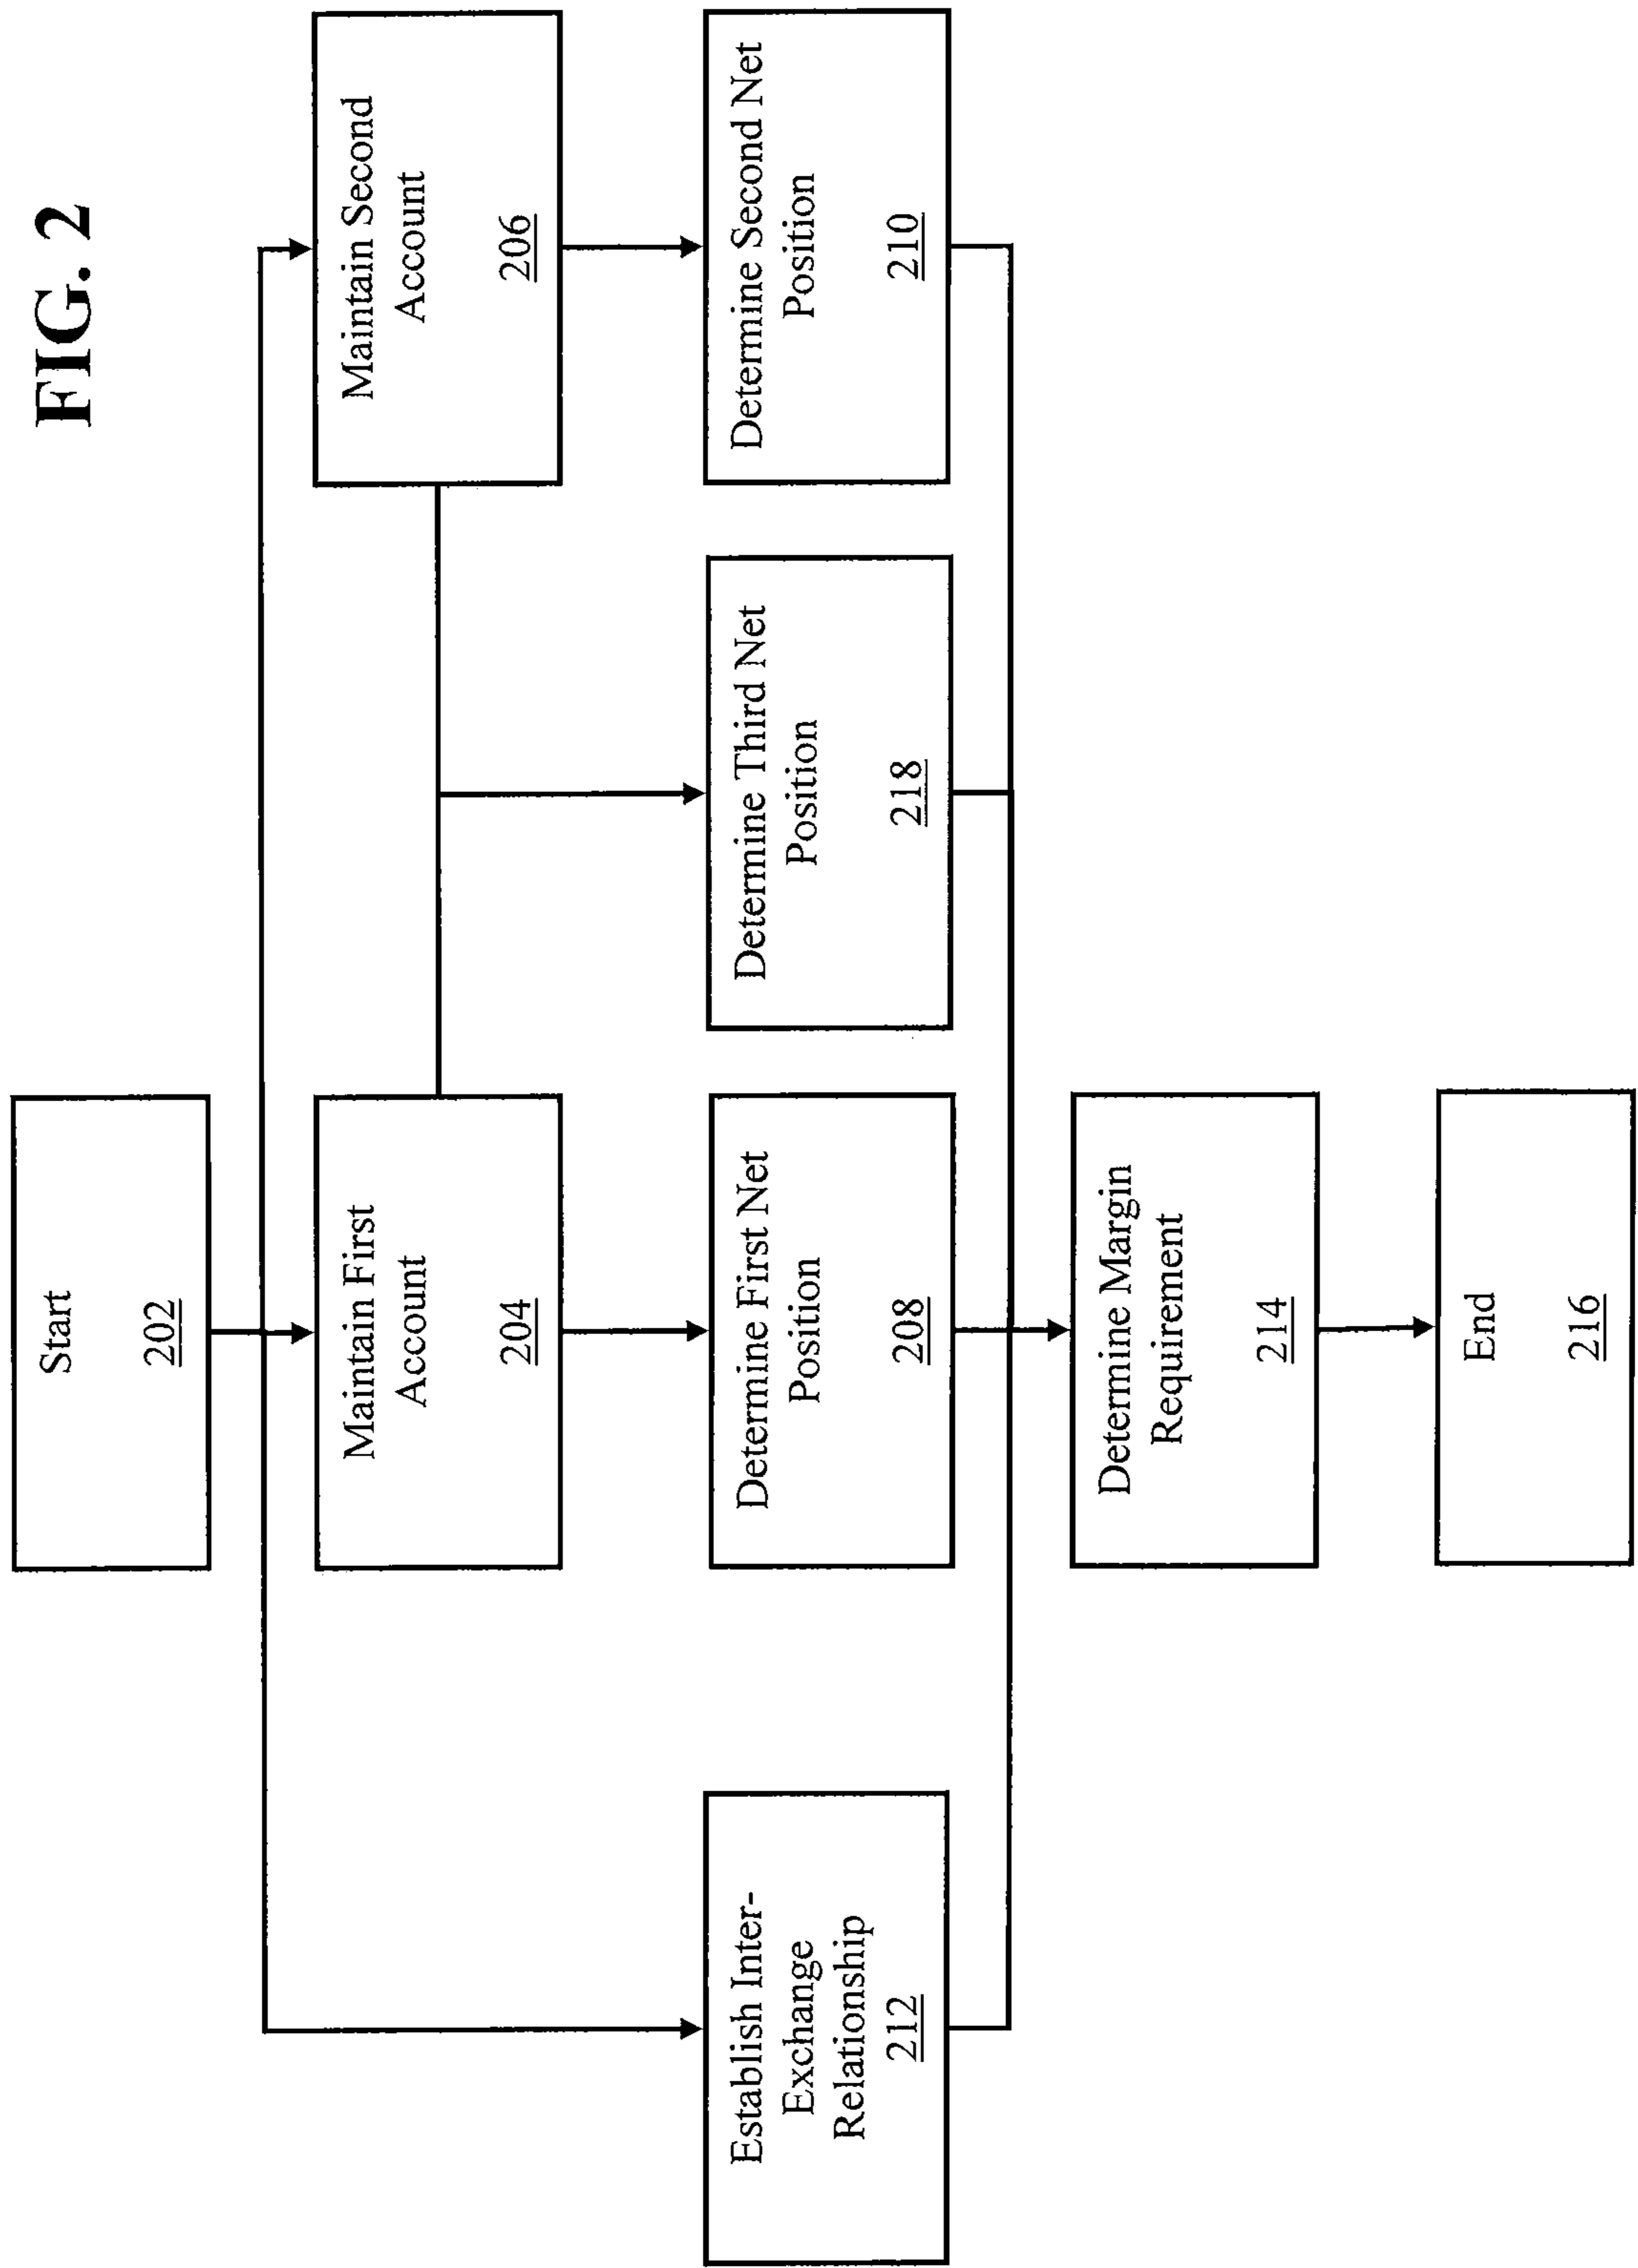 FIG. 2
Start
202
Maintain First
Account
204
Maintain Second
Account
206
Establish Inter-
Exchange
Relationship
212
Determine First Net
Position
208
Determine Third Net
Position
218
Determine Second Net
Position
210
Determine Margin
Requirement
214
End
216